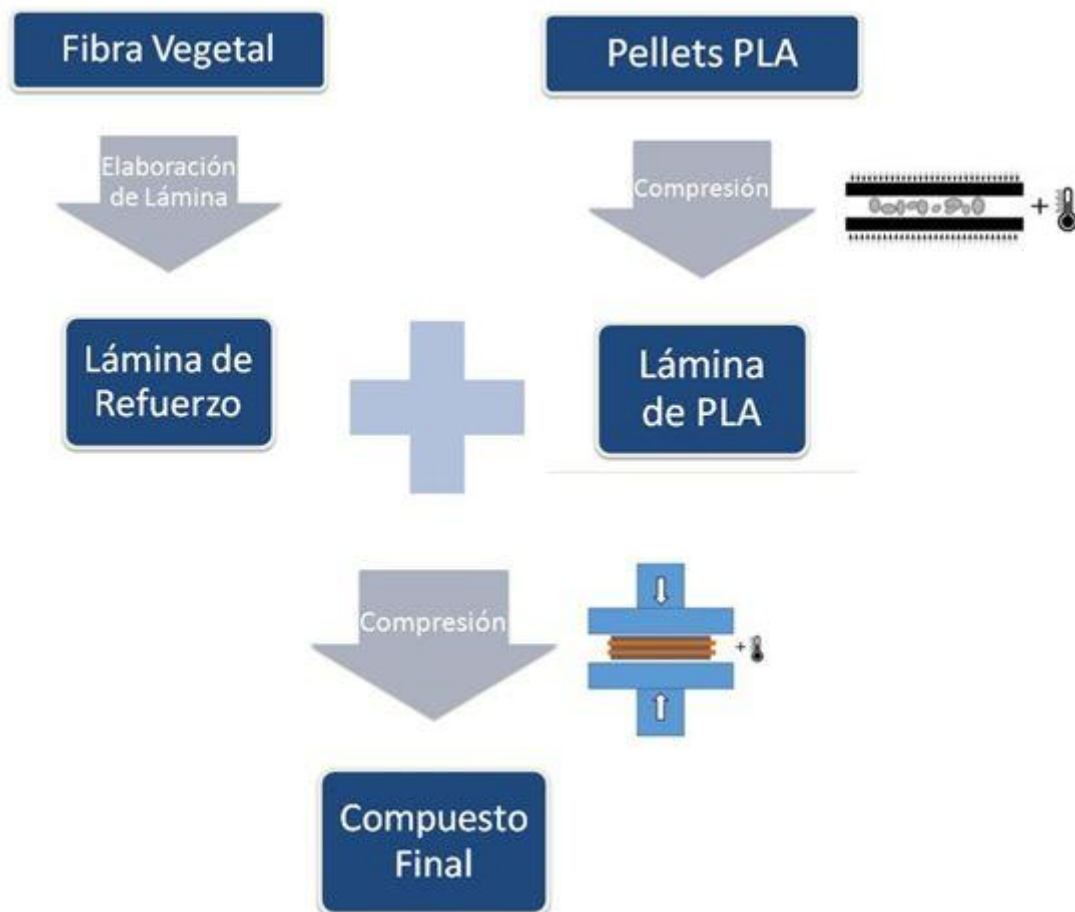 Fibra Vegetal
Pellets PLA
Elaboración
de Lámina
Compresión
+
Lámina de
Refuerzo
Lámina
de PLA
Compresión
+
Compuesto
Final